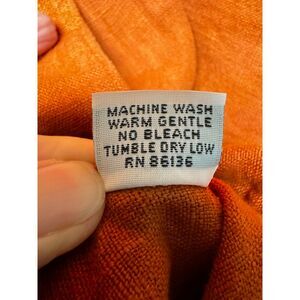 MACHINE WASH
WARM GENTLE
NO BLEACH
TUMBLE DRY LOW
RN 86136